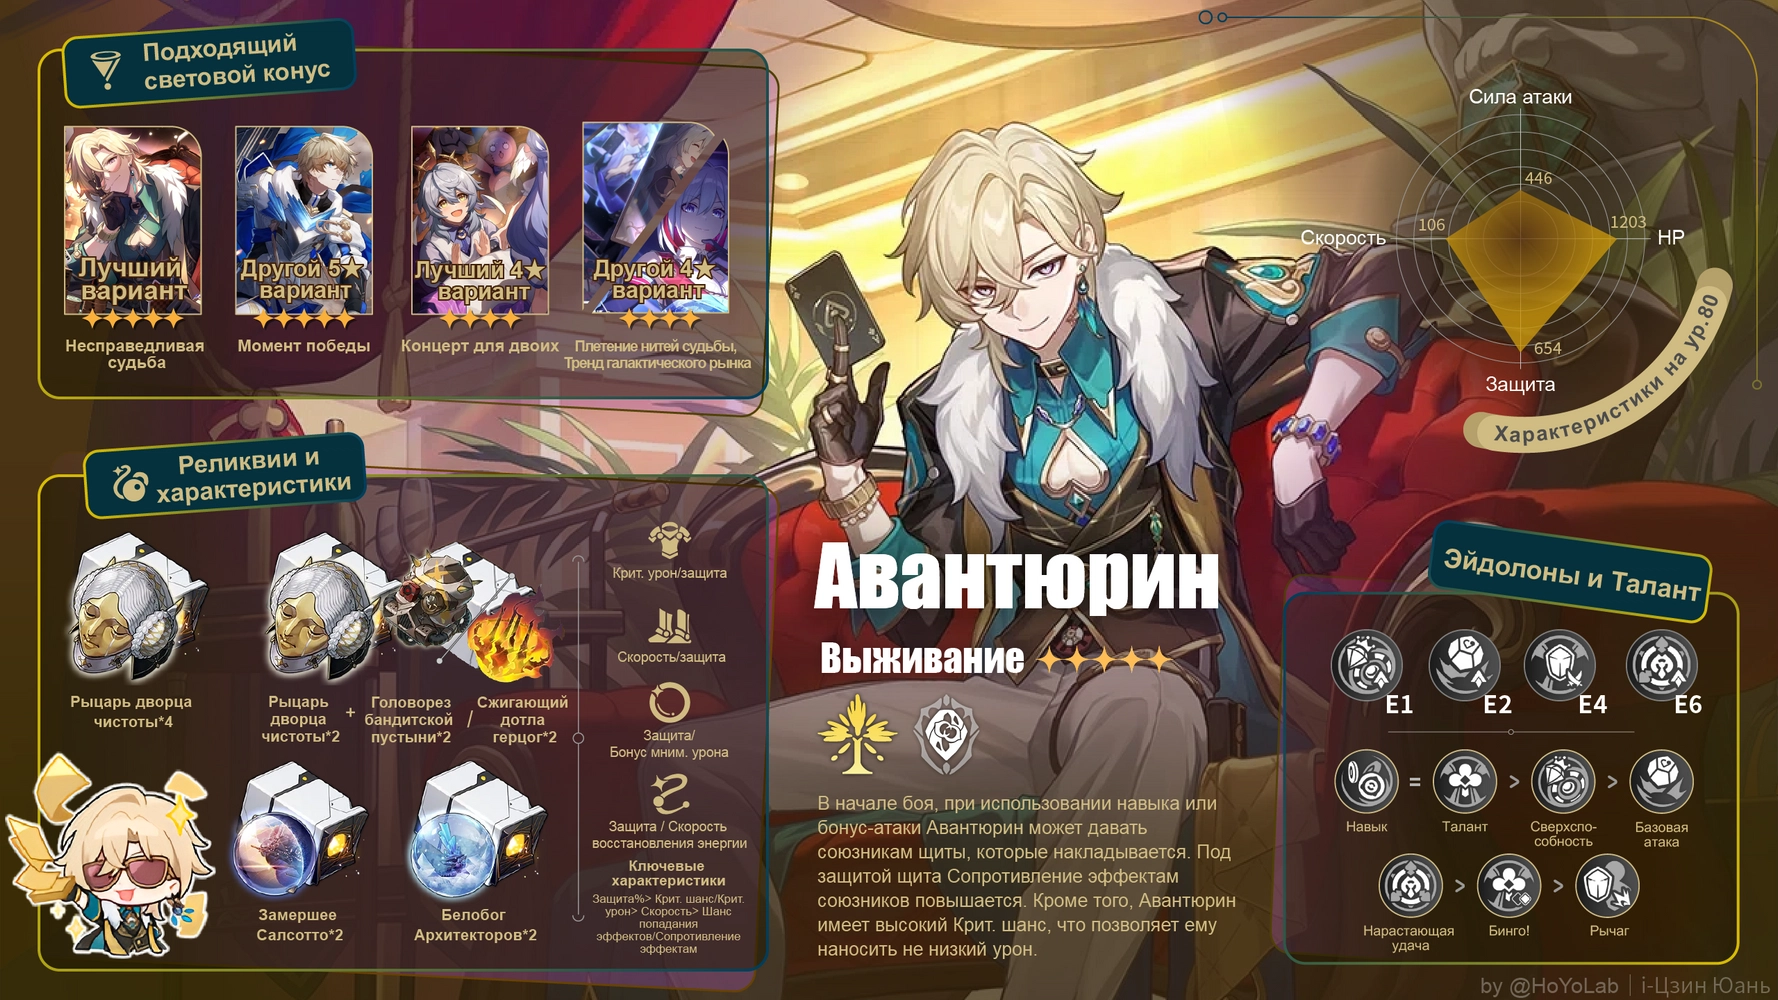 Подходящий
световой конус
Лучший
вариант
Несправедливая
судьба
Другой 5★
вариант
Момент победы
Лучший 4★
вариант
Концерт для двоих
Другой 4★
вариант
Плетение нитей судьбы,
Тренд галактического рынка
Сила атаки
446
1203
HP
106
Скорость
654
Защита
Характеристики на ур.80
Реликвии и
характеристики
Рыцарь дворца
чистоты*4
Рыцарь
дворца
чистоты*2
+
Головорез
бандитской
пустыни*2
/
Сжигающий
дотла
герцог*2
Замершее
Салсотто*2
Белобог
Архитекторов*2
Крит. урон/защита
Скорость/защита
Защита/
Бонус мним. урона
Защита / Скорость
восстановления энергии
Ключевые
характеристики
Защита%> Крит. шанс/Крит.
урон> Скорость> Шанс
попадания
эффектов/Сопротивление
эффектам
Авантюрин
Выживание
В начале боя, при использовании навыка или
бонус-атаки Авантюрин может давать
союзникам щиты, которые накладывается. Под
защитой щита Сопротивление эффектам
союзников повышается. Кроме того, Авантюрин
имеет высокий Крит. шанс, что позволяет ему
наносить не низкий урон.
Эйдолоны и Талант
E1 E2 E4 E6
= > >
Навык
Талант
Сверхспо-
собность
Базовая
атака
> >
Нарастающая
удача
Бинго!
Рычаг
by @HoYoLab | i-Цзин Юань